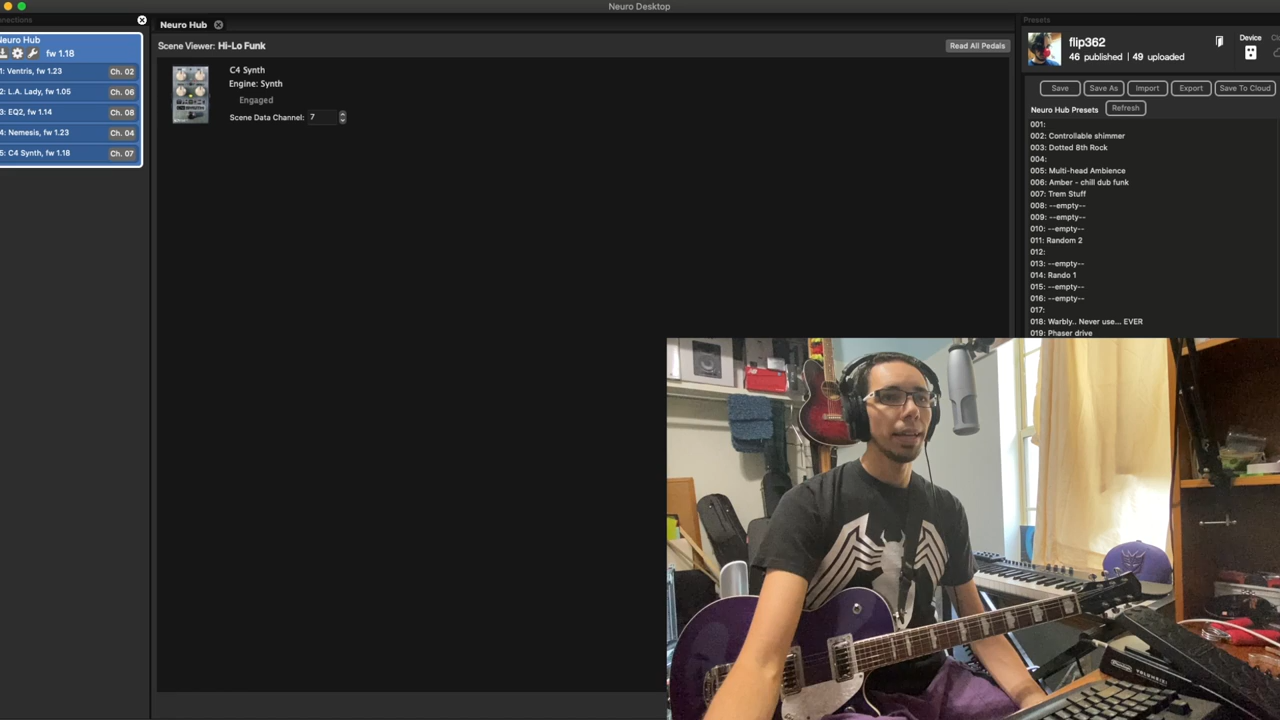 Neuro Desktop
nnections
Neuro Hub
fw 1.18
1: Ventris, fw 1.23
Ch. 02
2: L.A. Lady, fw 1.05
Ch. 06
3: EQ2, fw 1.14
Ch. 08
4: Nemesis, fw 1.23
Ch. 04
5: C4 Synth, fw 1.18
Ch. 07
Neuro Hub
Scene Viewer: Hi-Lo Funk
Read All Pedals
C4 Synth
Engine: Synth
Engaged
Scene Data Channel: 7
Presets
flip362
46 published | 49 uploaded
Device
Save
Save As
Import
Export
Save To Cloud
Neuro Hub Presets
Refresh
001:
002: Controllable shimmer
003: Dotted 8th Rock
004:
005: Multi-head Ambience
006: Amber - chill dub funk
007: Trem Stuff
008: --empty--
009: --empty--
010: --empty--
011: Random 2
012:
013: --empty--
014: Rando 1
015: --empty--
016: --empty--
017:
018: Warbly.. Never use... EVER
019: Phaser drive